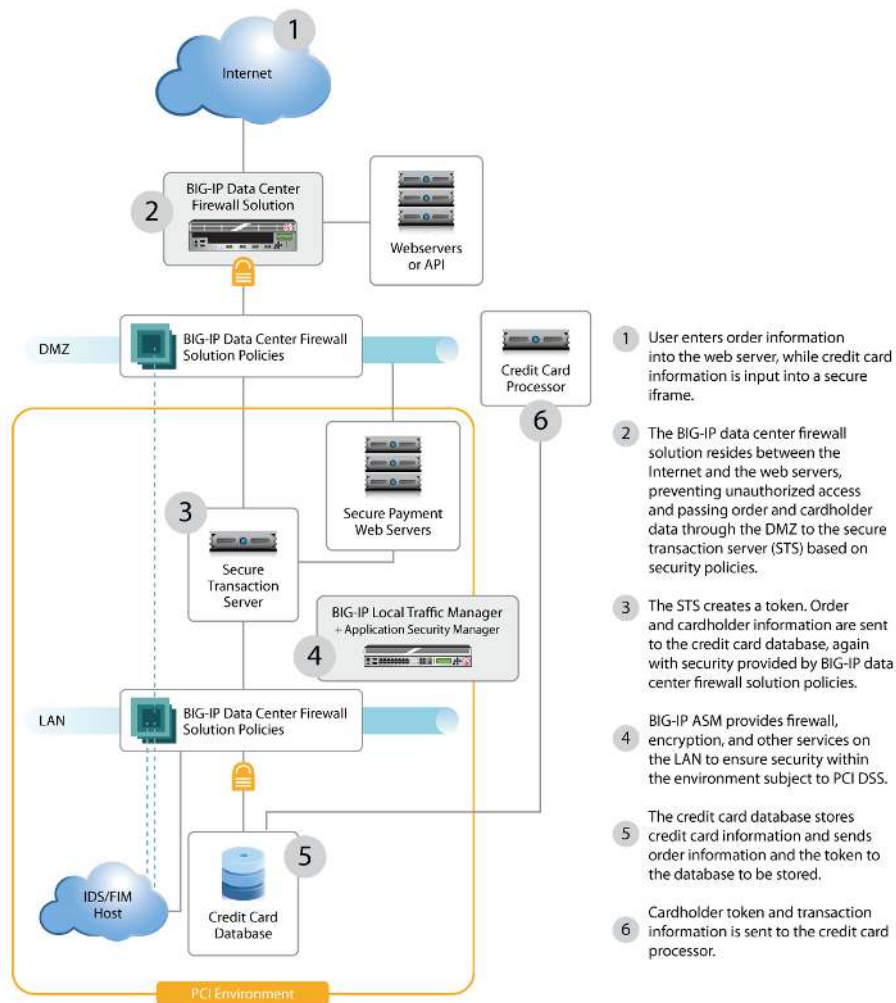 1
Internet
BIG-IP Data Center
Firewall Solution
2
Webservers
or API
DMZ
BIG-IP Data Center Firewall
Solution Policies
Credit Card
Processor
6
3
Secure Payment
Web Servers
Secure
Transaction
Server
BIG-IP Local Traffic Manager
+ Application Security Manager
4
LAN
BIG-IP Data Center Firewall
Solution Policies
5
IDS/FIM
Host
Credit Card
Database
PCI Environment
1
User enters order information
into the web server, while credit card
information is input into a secure
iframe.
2
The BIG-IP data center firewall
solution resides between the
Internet and the web servers,
preventing unauthorized access
and passing order and cardholder
data through the DMZ to the secure
transaction server (STS) based on
security policies.
3
The STS creates a token. Order
and cardholder information are sent
to the credit card database, again
with security provided by BIG-IP data
center firewall solution policies.
4
BIG-IP ASM provides firewall,
encryption, and other services on
the LAN to ensure security within
the environment subject to PCI DSS.
5
The credit card database stores
credit card information and sends
order information and the token to
the database to be stored.
6
Cardholder token and transaction
information is sent to the credit card
processor.